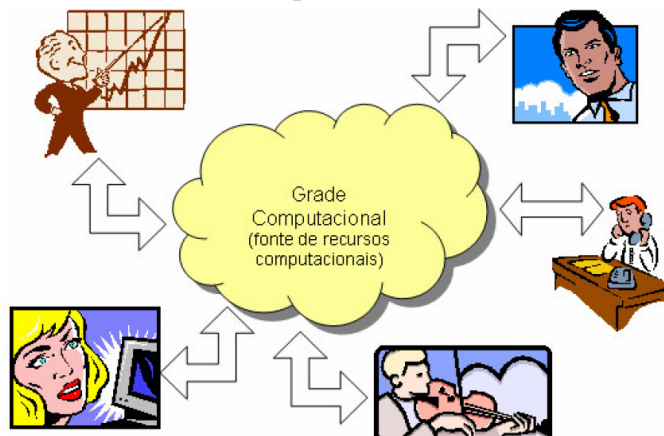 Grade
Computacional
(fonte de recursos
computacionais)